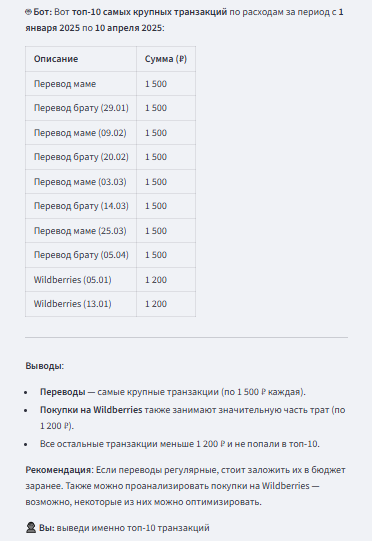 Бот: Вот топ-10 самых крупных транзакций по расходам за период с 1
января 2025 по 10 апреля 2025:
Описание Сумма (₽)
Перевод маме 1 500
Перевод брату (29.01) 1 500
Перевод маме (09.02) 1 500
Перевод брату (20.02) 1 500
Перевод маме (03.03) 1 500
Перевод брату (14.03) 1 500
Перевод маме (25.03) 1 500
Перевод брату (05.04) 1 500
Wildberries (05.01) 1 200
Wildberries (13.01) 1 200
Выводы:
• Переводы — самые крупные транзакции (по 1 500 ₽ каждая).
• Покупки на Wildberries также занимают значительную часть трат (по
1 200 ₽).
• Все остальные транзакции меньше 1 200 ₽ и не попали в топ-10.
Рекомендация: Если переводы регулярные, стоит заложить их в бюджет
заранее. Также можно проанализировать покупки на Wildberries —
возможно, некоторые из них можно оптимизировать.
Вы: выведи именно топ-10 транзакций